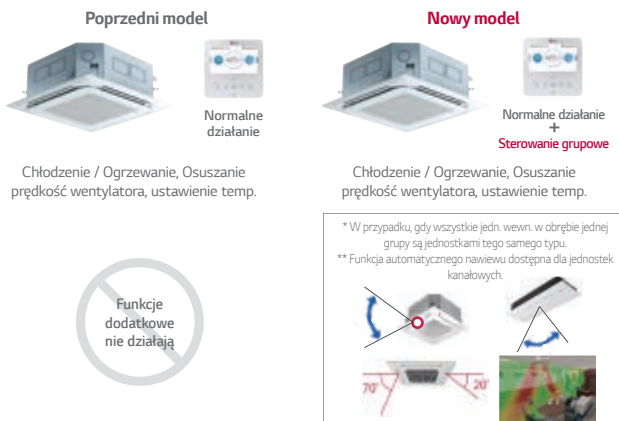 Poprzedni model
Normalne
działanie
Chłodzenie / Ogrzewanie, Osuszanie
prędkość wentylatora, ustawienie temp.
Funkcje
dodatkowe
nie działają
Nowy model
Normalne działanie
+
Sterowanie grupowe
Chłodzenie / Ogrzewanie, Osuszanie
prędkość wentylatora, ustawienie temp.
* W przypadku, gdy wszystkie jedn. wewn. w obrębie jednej
grupy są jednostkami tego samego typu.
** Funkcja automatycznego nawiewu dostępna dla jednostek
kanałowych.
70°
20°